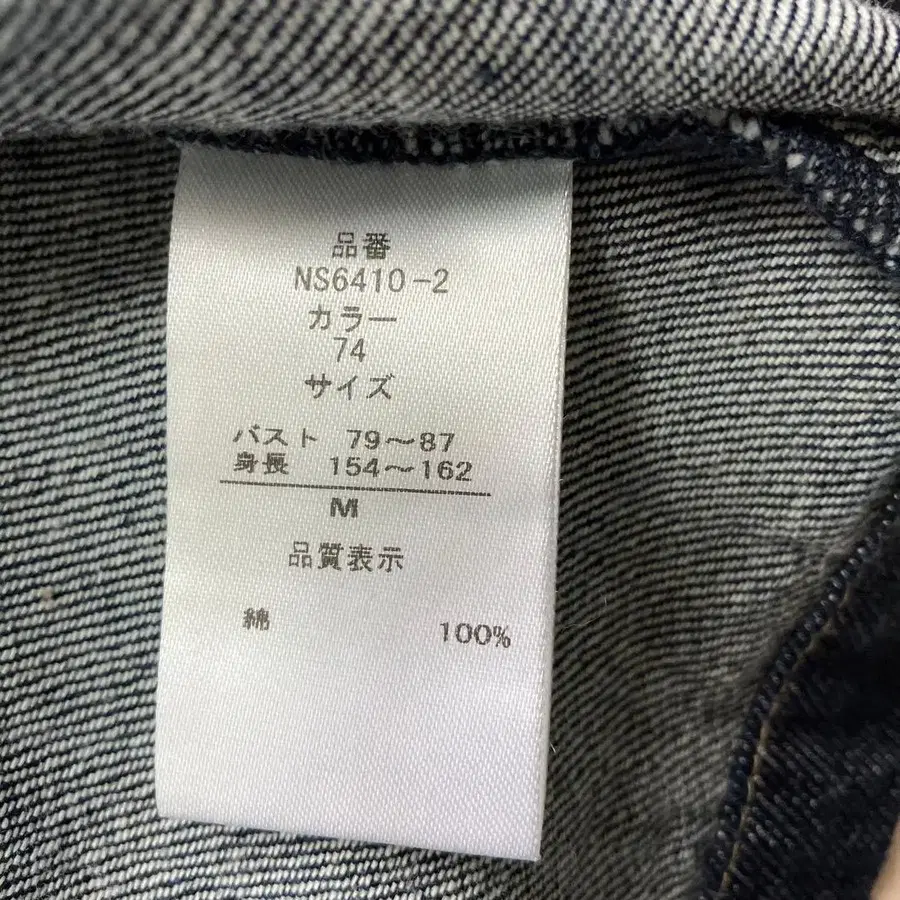 品番
NS6410-2
カラー
74
サイズ
バスト 79~87
身長 154~162
M
品質表示
綿 100%